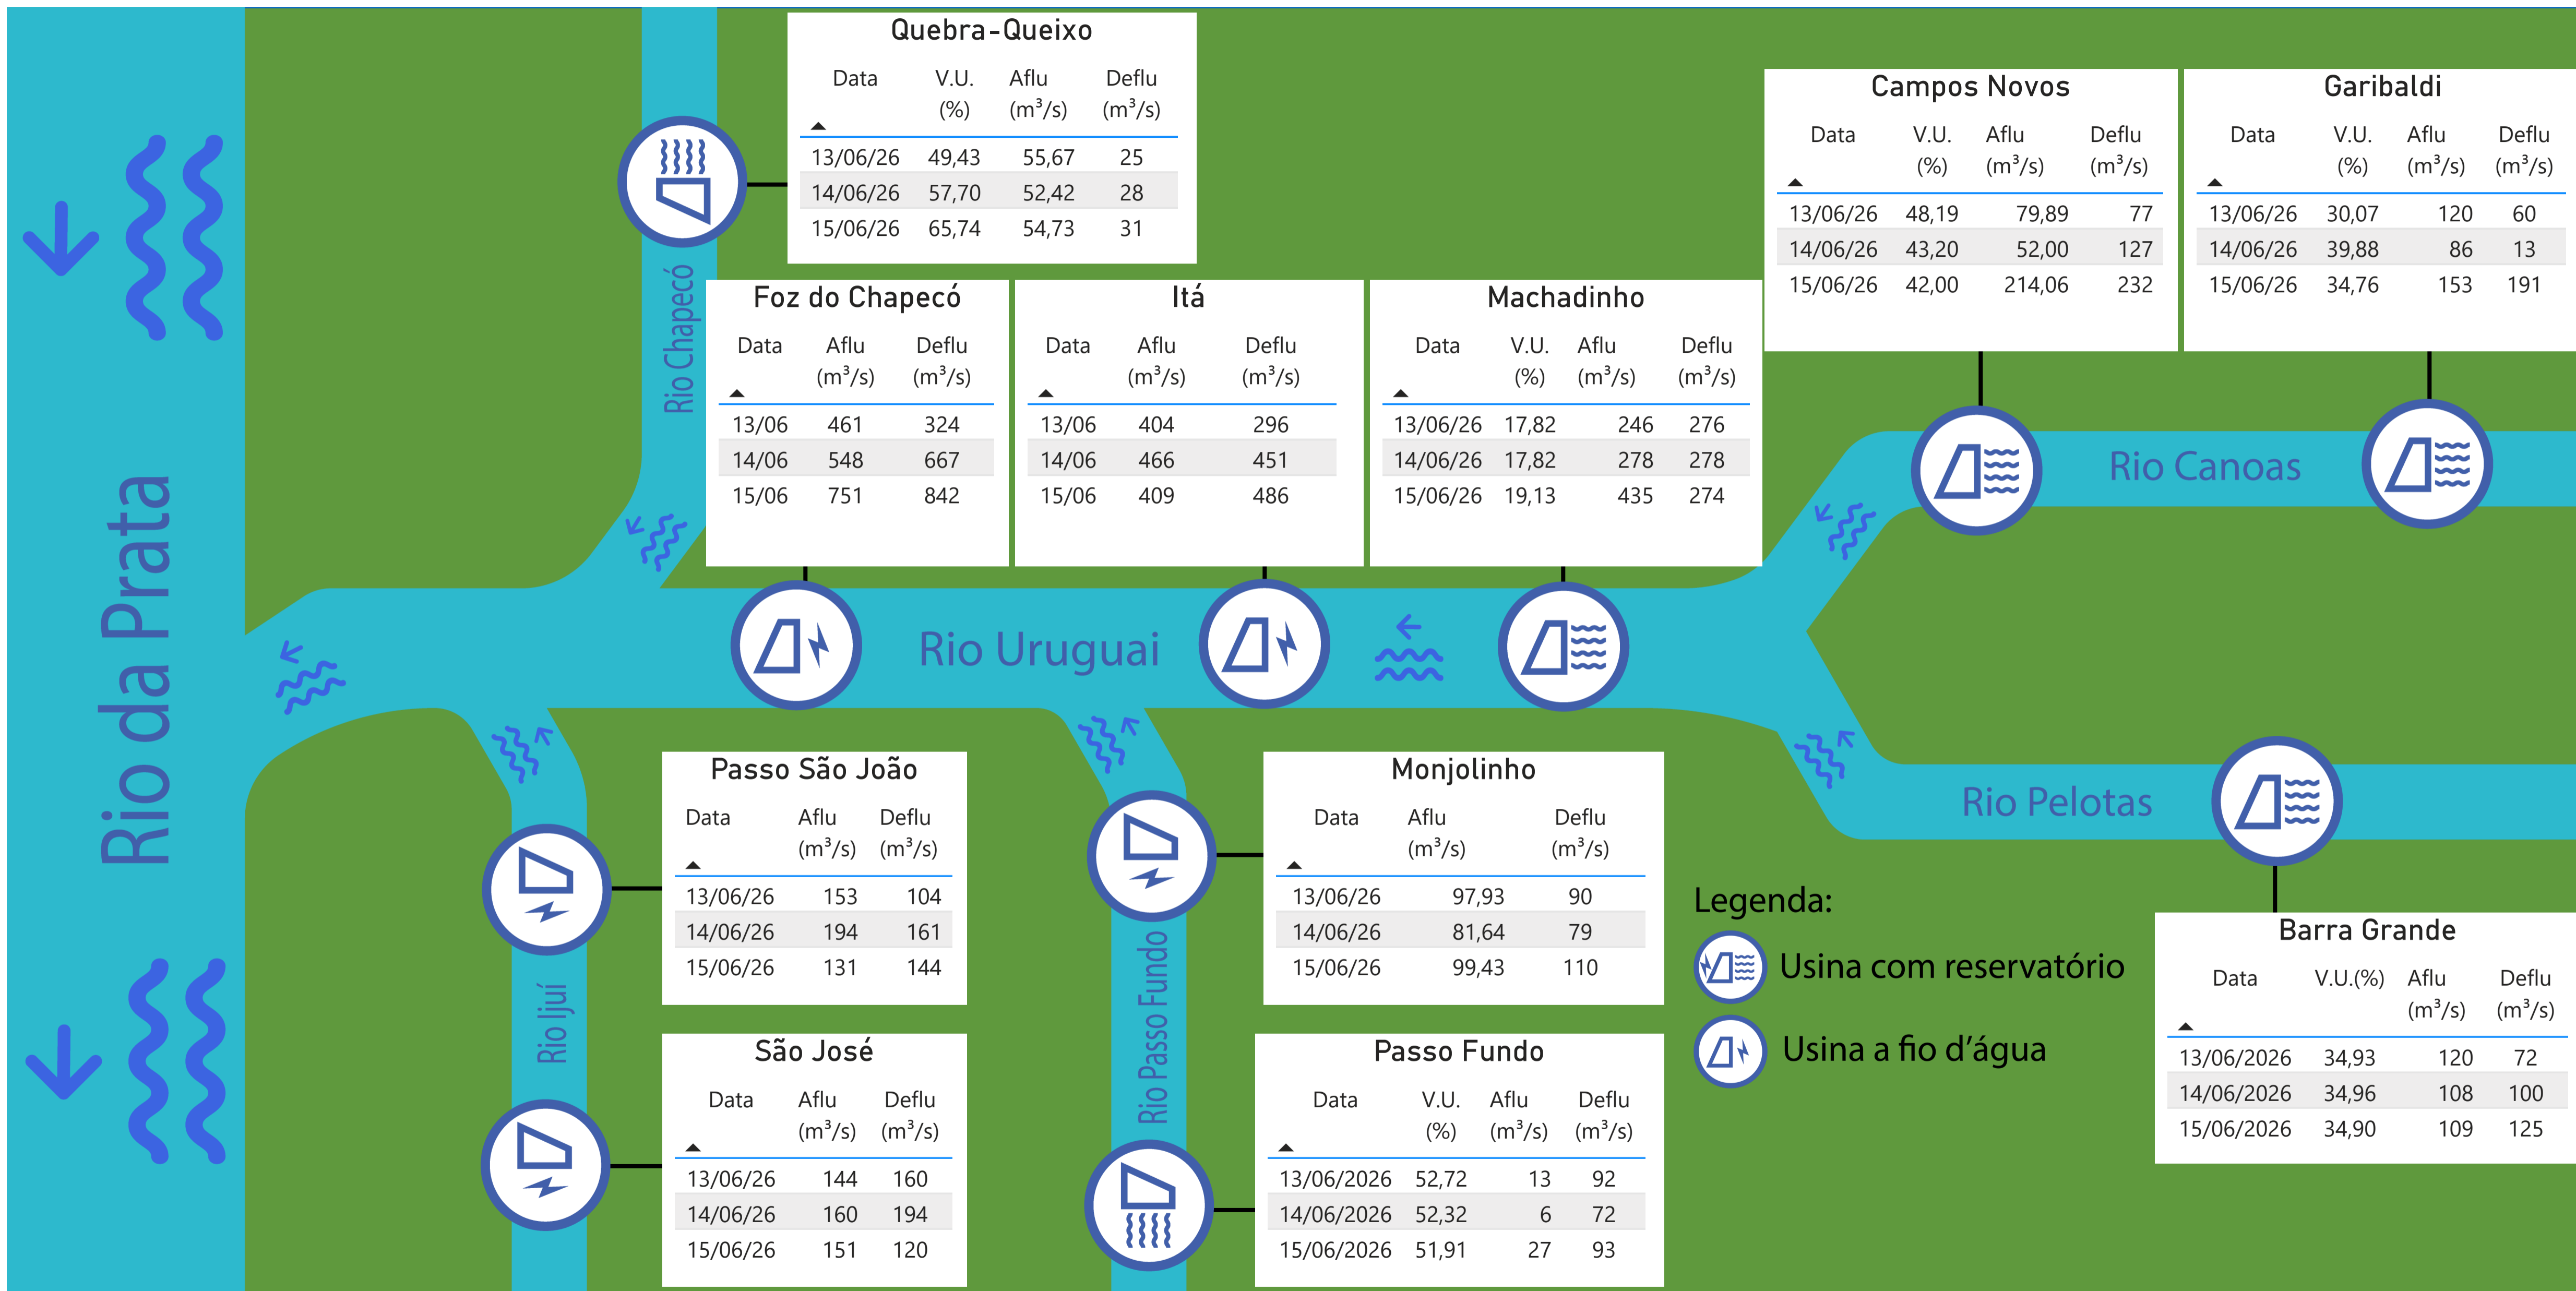 Quebra-Queixo
Data V.U. (%) Aflu (m³/s) Deflu (m³/s)
13/06/26 49,43 55,67 25
14/06/26 57,70 52,42 28
15/06/26 65,74 54,73 31
Campos Novos
Data V.U. (%) Aflu (m³/s) Deflu (m³/s)
13/06/26 48,19 79,89 77
14/06/26 43,20 52,00 127
15/06/26 42,00 214,06 232
Garibaldi
Data V.U. (%) Aflu (m³/s) Deflu (m³/s)
13/06/26 30,07 120 60
14/06/26 39,88 86 13
15/06/26 34,76 153 191
Rio Chapecó
Foz do Chapecó
Data Aflu (m³/s) Deflu (m³/s)
13/06 461 324
14/06 548 667
15/06 751 842
Itá
Data Aflu (m³/s) Deflu (m³/s)
13/06 404 296
14/06 466 451
15/06 409 486
Machadinho
Data V.U. (%) Aflu (m³/s) Deflu (m³/s)
13/06/26 17,82 246 276
14/06/26 17,82 278 278
15/06/26 19,13 435 274
Rio Canoas
Rio da Prata
Rio Uruguai
Rio Pelotas
Passo São João
Data Aflu (m³/s) Deflu (m³/s)
13/06/26 153 104
14/06/26 194 161
15/06/26 131 144
Monjolinho
Data Aflu (m³/s) Deflu (m³/s)
13/06/26 97,93 90
14/06/26 81,64 79
15/06/26 99,43 110
Legenda:
Usina com reservatório
Usina a fio d’água
Barra Grande
Data V.U.(%) Aflu (m³/s) Deflu (m³/s)
13/06/2026 34,93 120 72
14/06/2026 34,96 108 100
15/06/2026 34,90 109 125
Rio Ijuí
São José
Data Aflu (m³/s) Deflu (m³/s)
13/06/26 144 160
14/06/26 160 194
15/06/26 151 120
Rio Passo Fundo
Passo Fundo
Data V.U. (%) Aflu (m³/s) Deflu (m³/s)
13/06/2026 52,72 13 92
14/06/2026 52,32 6 72
15/06/2026 51,91 27 93